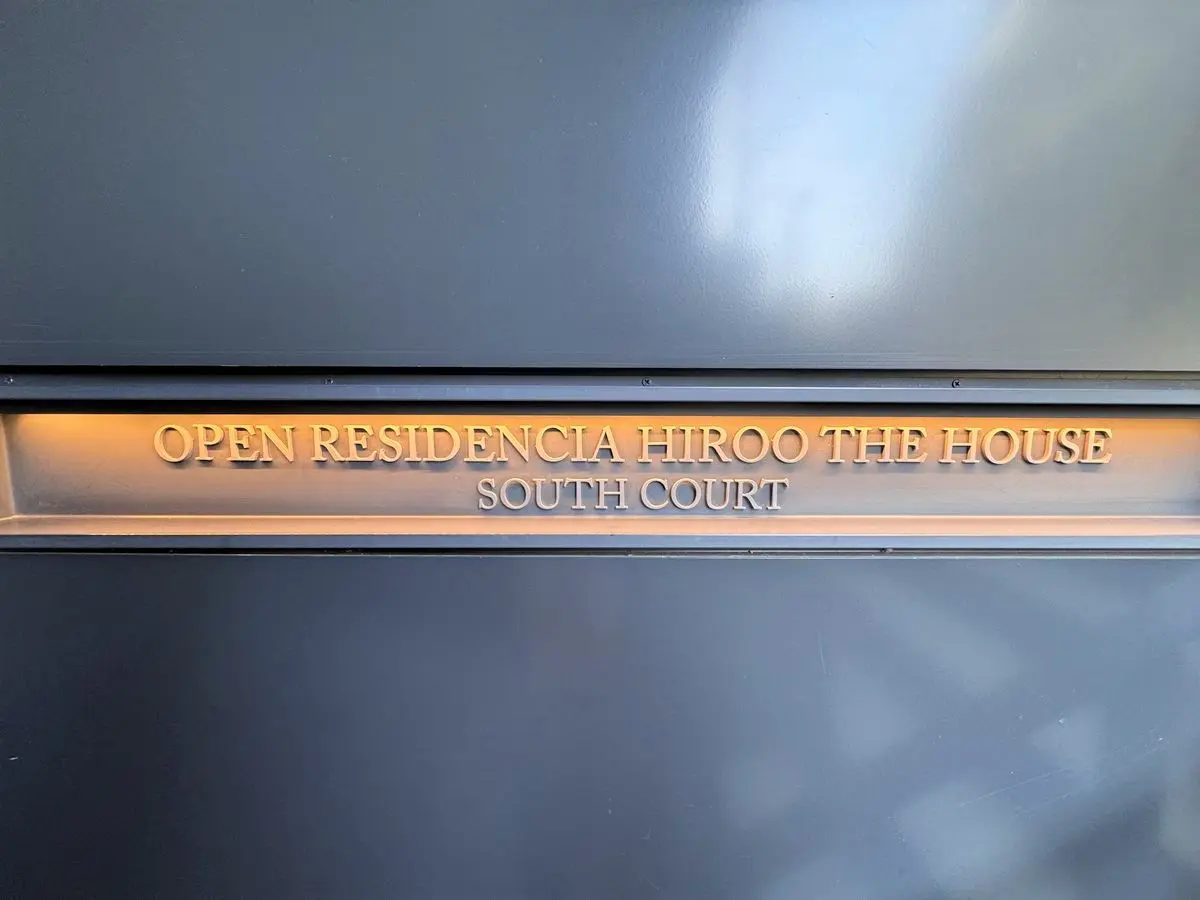 OPEN RESIDENCIA HIROO THE HOUSE
SOUTH COURT